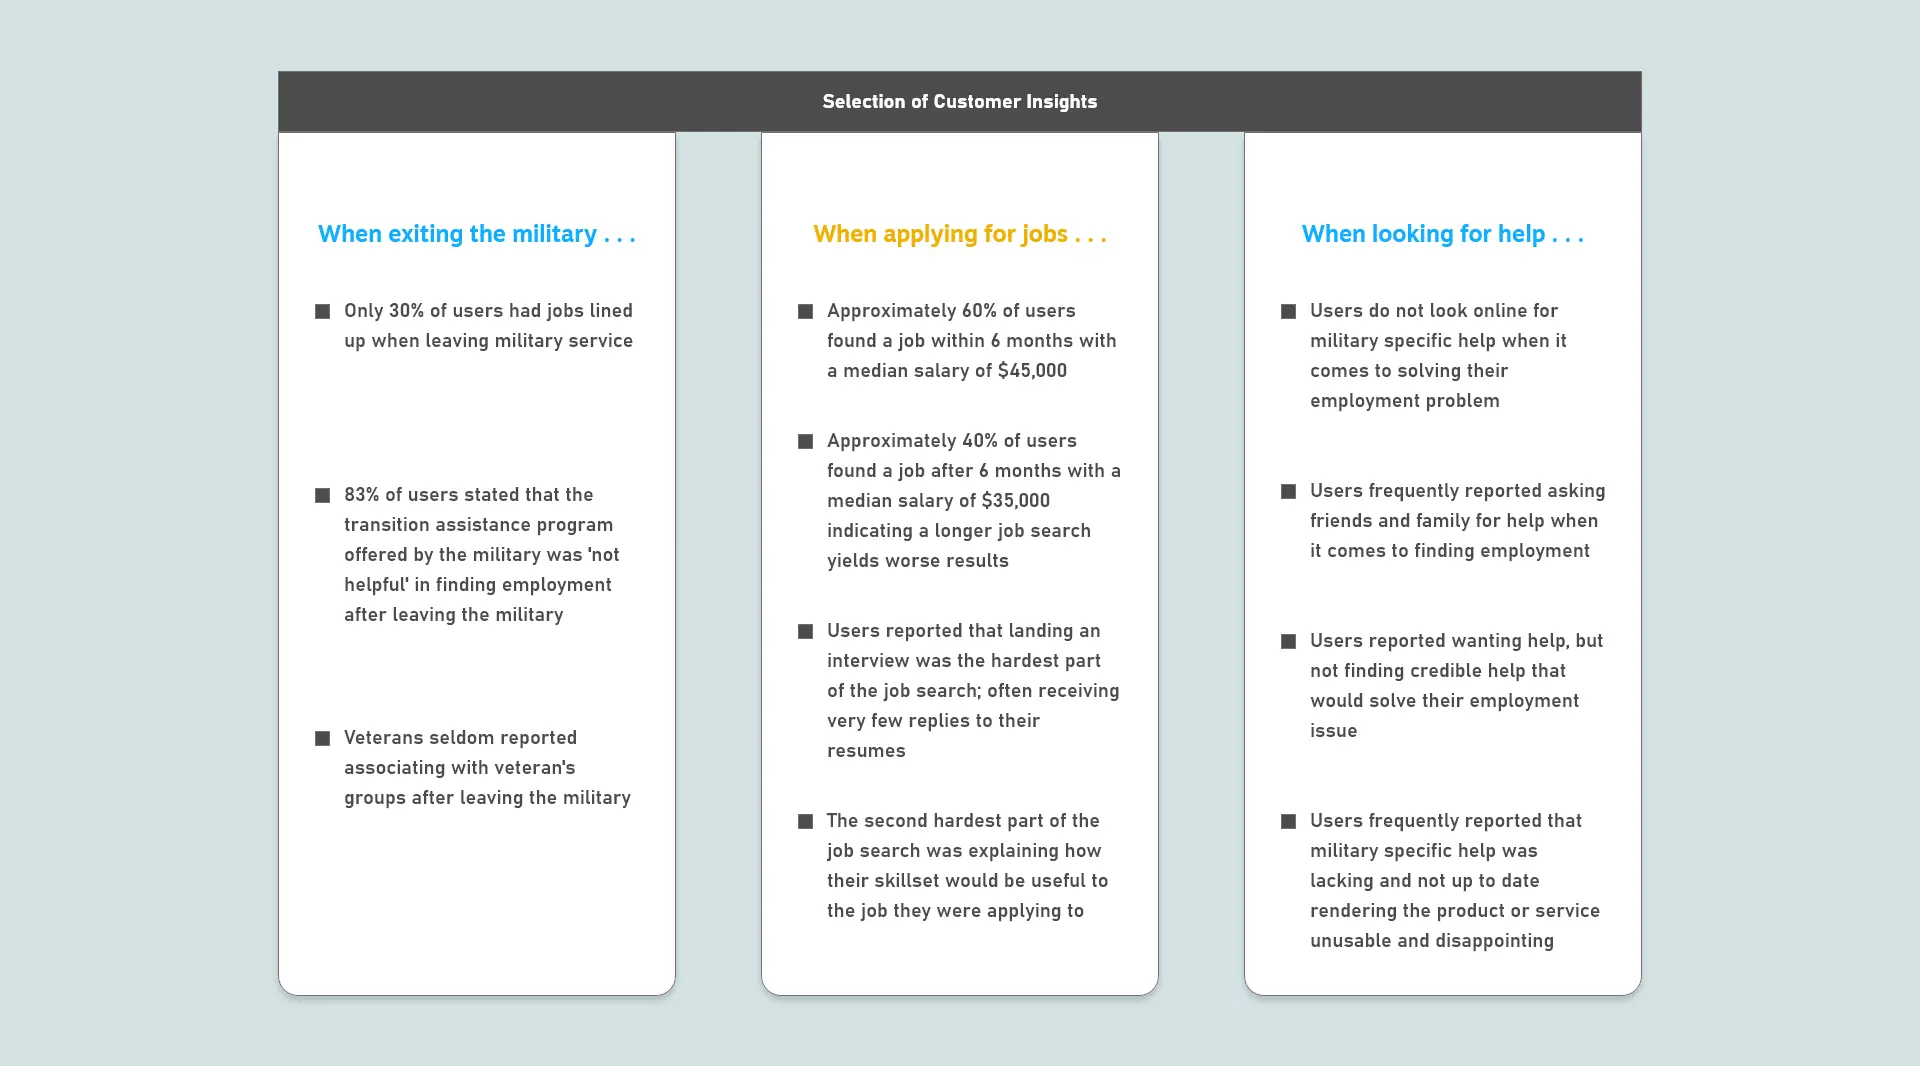 Selection of Customer Insights
When exiting the military . . .
Only 30% of users had jobs lined
up when leaving military service
83% of users stated that the
transition assistance program
offered by the military was 'not
helpful' in finding employment
after leaving the military
Veterans seldom reported
associating with veteran's
groups after leaving the military
When applying for jobs . . .
Approximately 60% of users
found a job within 6 months with
a median salary of $45,000
Approximately 40% of users
found a job after 6 months with a
median salary of $35,000
indicating a longer job search
yields worse results
Users reported that landing an
interview was the hardest part
of the job search; often receiving
very few replies to their
resumes
The second hardest part of the
job search was explaining how
their skillset would be useful to
the job they were applying to
When looking for help . . .
Users do not look online for
military specific help when it
comes to solving their
employment problem
Users frequently reported asking
friends and family for help when
it comes to finding employment
Users reported wanting help, but
not finding credible help that
would solve their employment
issue
Users frequently reported that
military specific help was
lacking and not up to date
rendering the product or service
unusable and disappointing